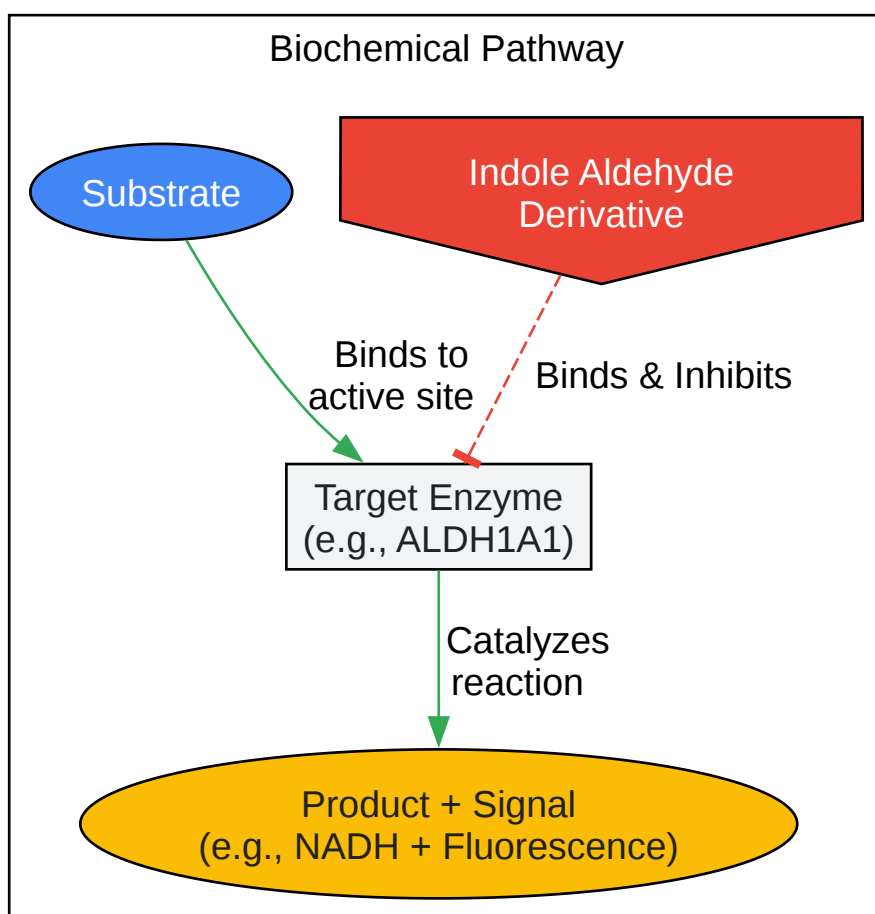 Biochemical Pathway
Substrate
Indole Aldehyde
Derivative
Binds to
active site
Binds & Inhibits
Target Enzyme
(e.g., ALDH1A1)
Catalyzes
reaction
Product + Signal
(e.g., NADH + Fluorescence)